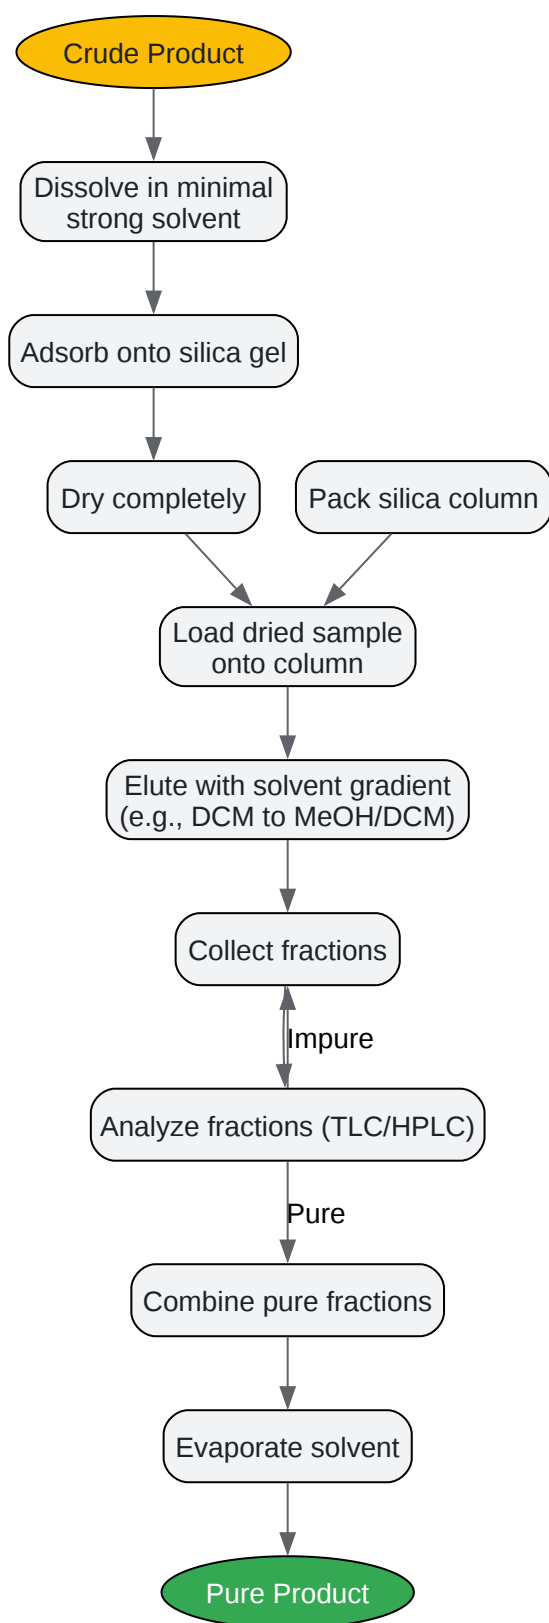 Crude Product
Dissolve in minimal
strong solvent
Adsorb onto silica gel
Dry completely
Pack silica column
Load dried sample
onto column
Elute with solvent gradient
(e.g., DCM to MeOH/DCM)
Collect fractions
Impure
Analyze fractions (TLC/HPLC)
Pure
Combine pure fractions
Evaporate solvent
Pure Product